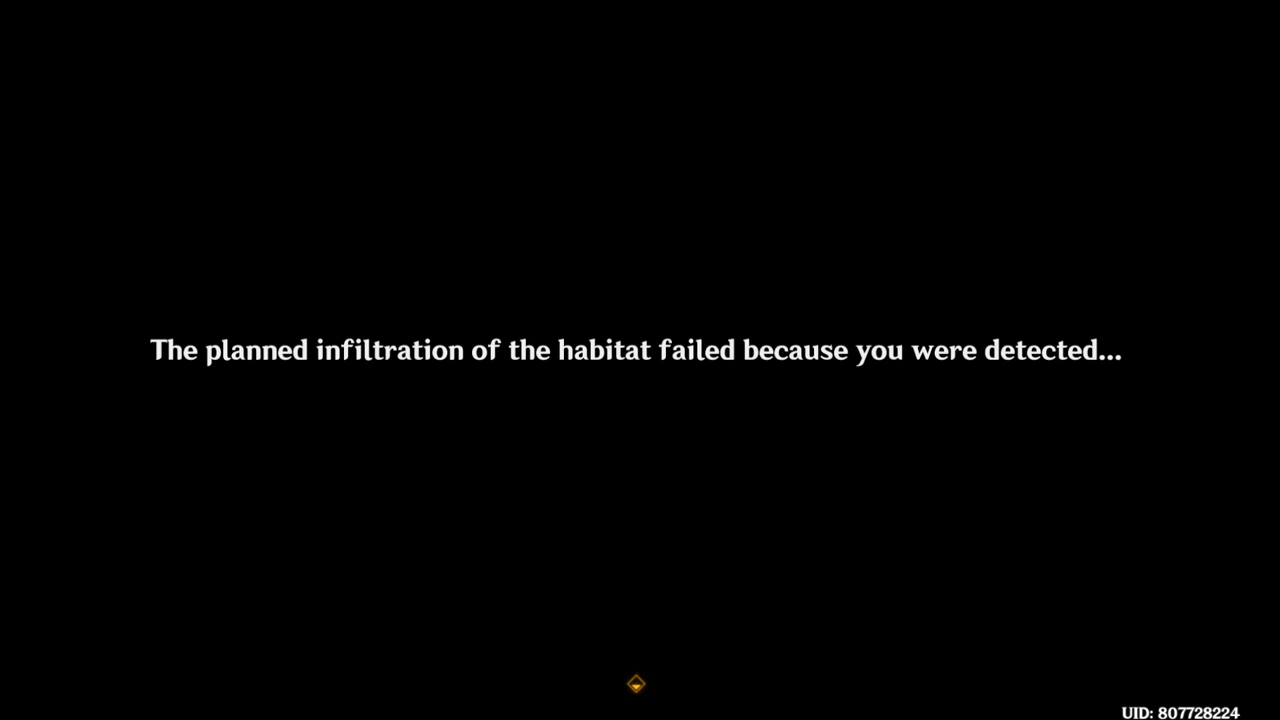 The planned infiltration of the habitat failed because you were detected...
UID: 807728224